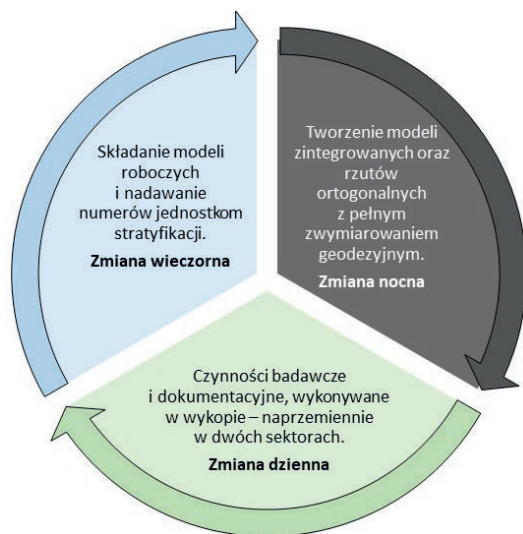 Składanie modeli
roboczych
i nadawanie
numerów jednostkom
stratyfikacji.
Zmiana wieczorna
Tworzenie modeli
zintegrowanych oraz
rzutów
ortogonalnych
z pełnym
zwymiarowaniem
geodezyjnym.
Zmiana nocna
Czynności badawcze
i dokumentacyjne, wykonywane
w wykopie – naprzemiennie
w dwóch sektorach.
Zmiana dzienna